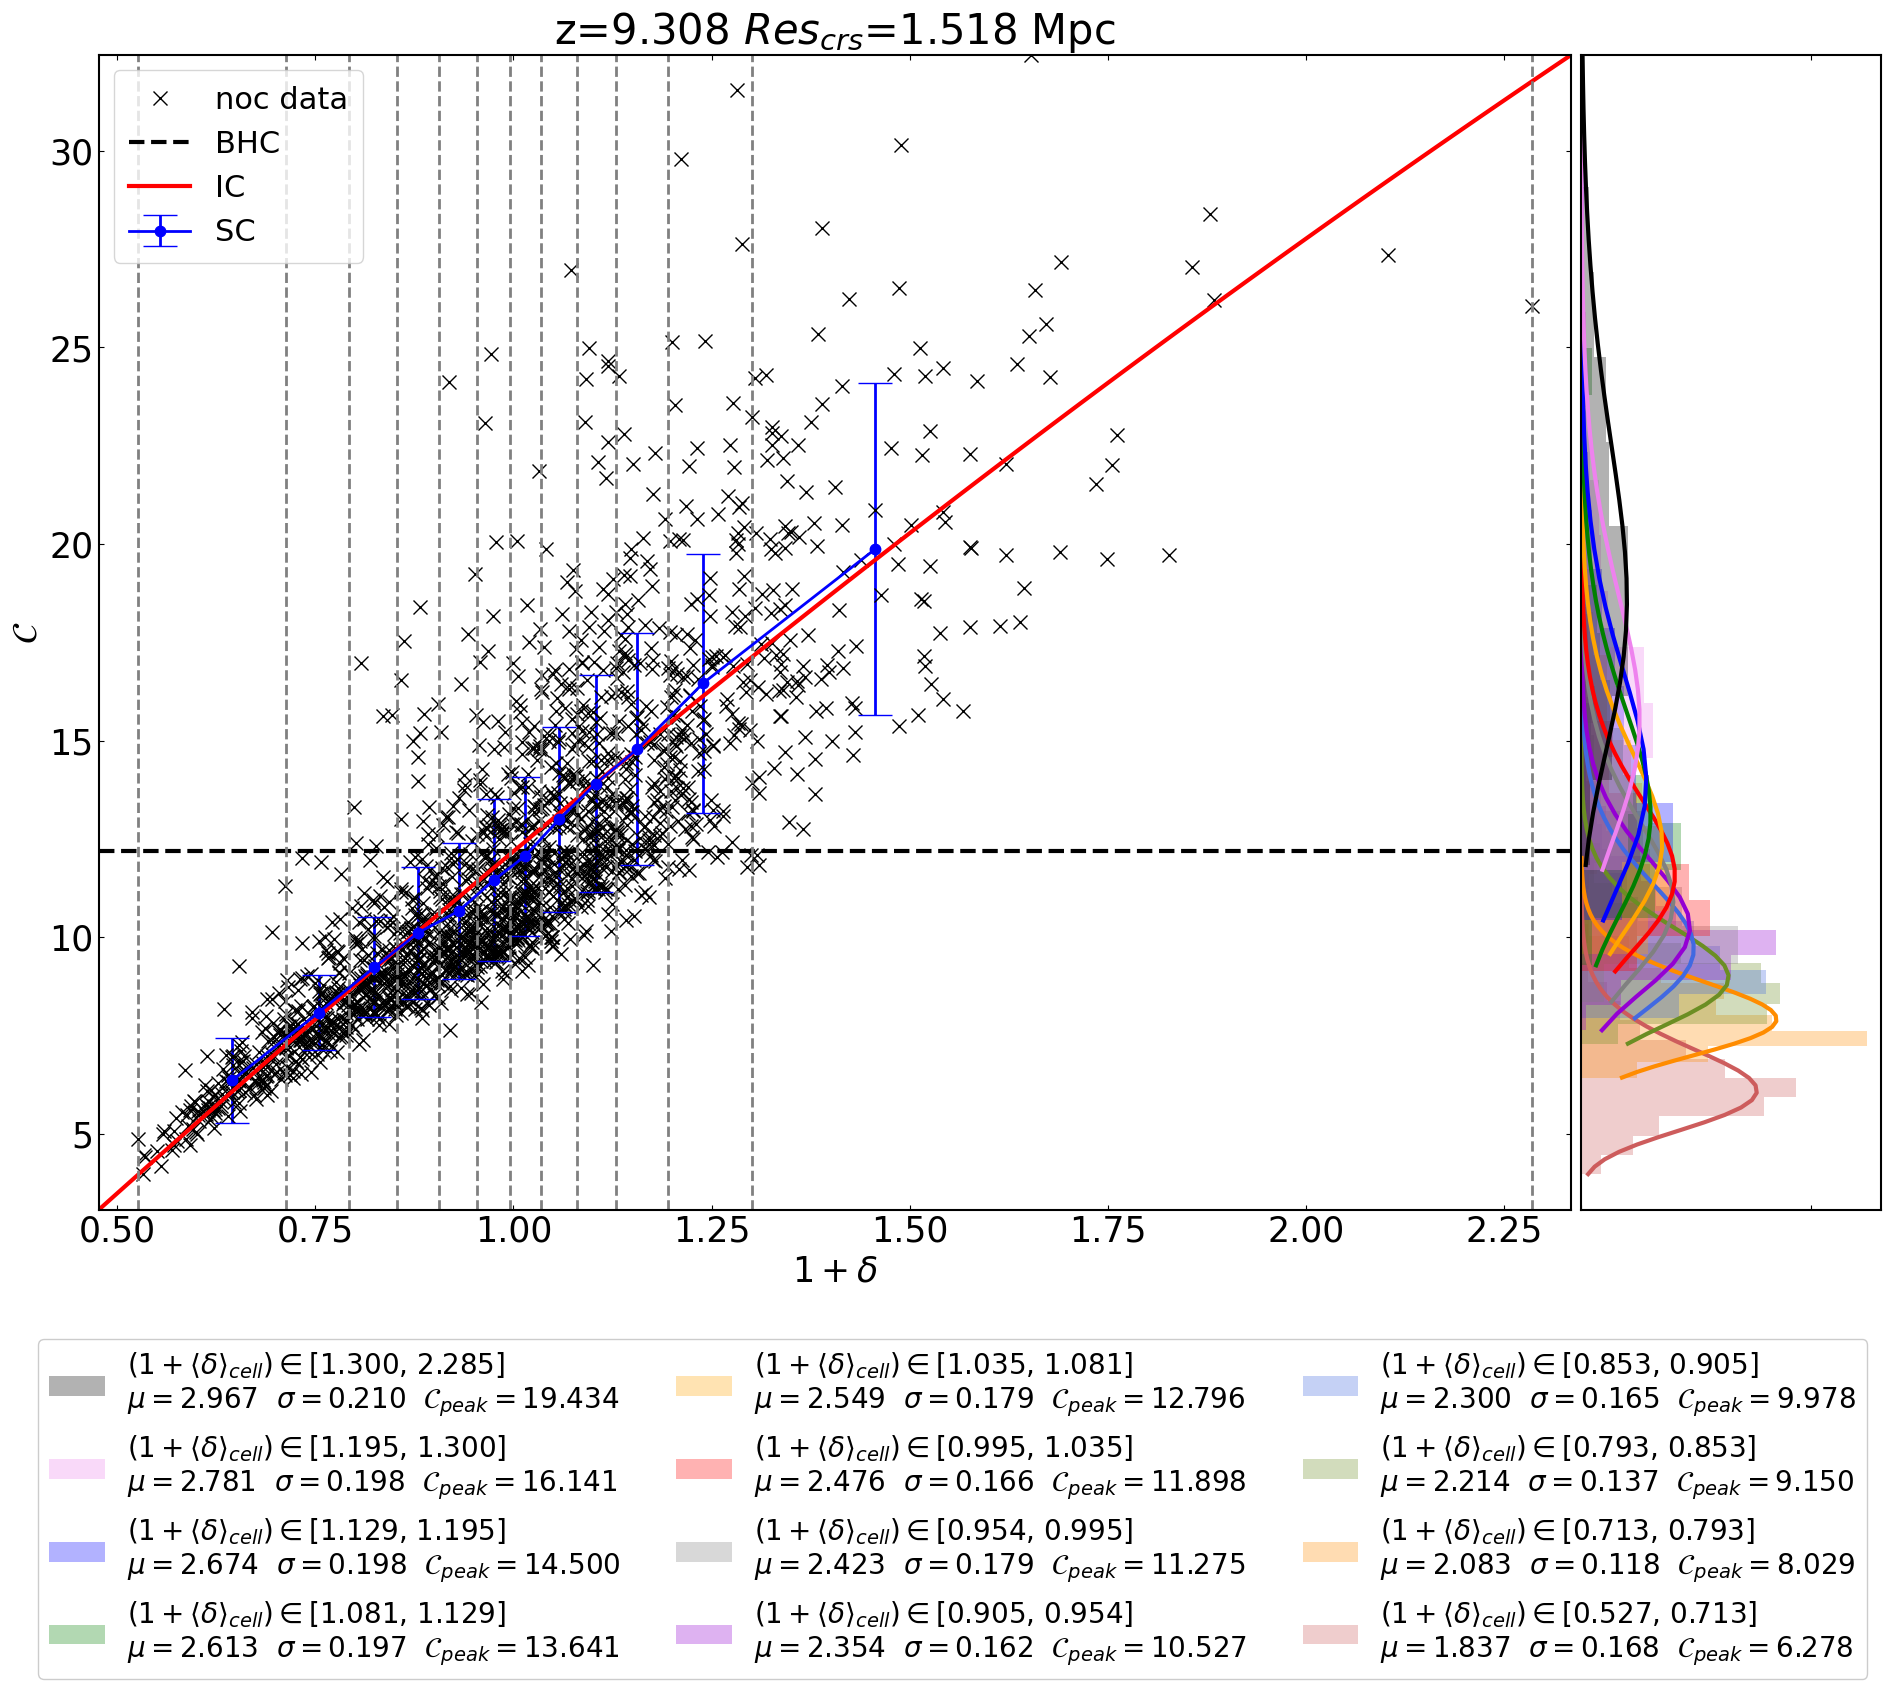 z=9.308 Res_crs=1.518 Mpc
noc data
BHC
IC
SC
30
25
20
15
10
5
𝒞
0.50 0.75 1.00 1.25 1.50 1.75 2.00 2.25
1 + δ
(1 + ⟨δ⟩_cell) ∈ [1.300, 2.285]
μ = 2.967 σ = 0.210 𝒞_peak = 19.434
(1 + ⟨δ⟩_cell) ∈ [1.195, 1.300]
μ = 2.781 σ = 0.198 𝒞_peak = 16.141
(1 + ⟨δ⟩_cell) ∈ [1.129, 1.195]
μ = 2.674 σ = 0.198 𝒞_peak = 14.500
(1 + ⟨δ⟩_cell) ∈ [1.081, 1.129]
μ = 2.613 σ = 0.197 𝒞_peak = 13.641
(1 + ⟨δ⟩_cell) ∈ [1.035, 1.081]
μ = 2.549 σ = 0.179 𝒞_peak = 12.796
(1 + ⟨δ⟩_cell) ∈ [0.995, 1.035]
μ = 2.476 σ = 0.166 𝒞_peak = 11.898
(1 + ⟨δ⟩_cell) ∈ [0.954, 0.995]
μ = 2.423 σ = 0.179 𝒞_peak = 11.275
(1 + ⟨δ⟩_cell) ∈ [0.905, 0.954]
μ = 2.354 σ = 0.162 𝒞_peak = 10.527
(1 + ⟨δ⟩_cell) ∈ [0.853, 0.905]
μ = 2.300 σ = 0.165 𝒞_peak = 9.978
(1 + ⟨δ⟩_cell) ∈ [0.793, 0.853]
μ = 2.214 σ = 0.137 𝒞_peak = 9.150
(1 + ⟨δ⟩_cell) ∈ [0.713, 0.793]
μ = 2.083 σ = 0.118 𝒞_peak = 8.029
(1 + ⟨δ⟩_cell) ∈ [0.527, 0.713]
μ = 1.837 σ = 0.168 𝒞_peak = 6.278